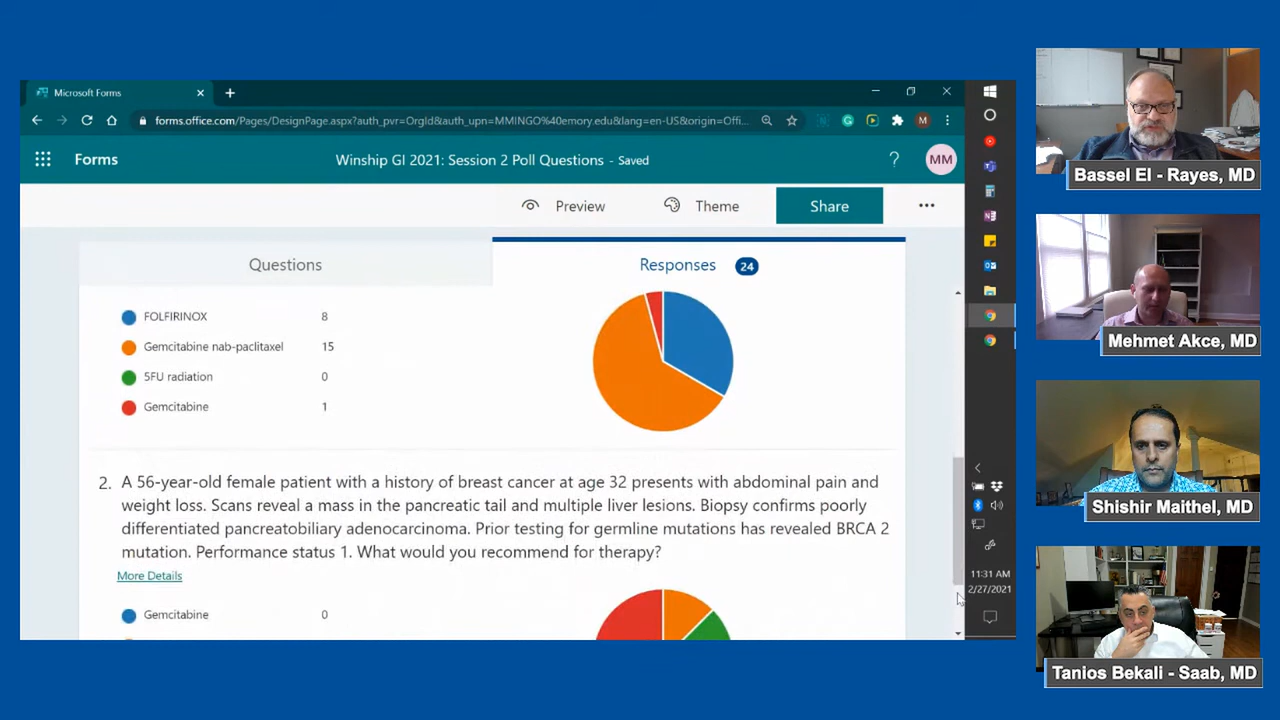 Microsoft Forms
forms.office.com/Pages/DesignPage.aspx?auth_pvr=OrgId&auth_upn=MMINGO%40emory.edu&lang=en-US&origin=Offi...
M
Forms
Winship GI 2021: Session 2 Poll Questions - Saved
?
MM
Preview
Theme
Share
Questions
Responses 24
FOLFIRINOX 8
Gemcitabine nab-paclitaxel 15
5FU radiation 0
Gemcitabine 1
2. A 56-year-old female patient with a history of breast cancer at age 32 presents with abdominal pain and
weight loss. Scans reveal a mass in the pancreatic tail and multiple liver lesions. Biopsy confirms poorly
differentiated pancreatobiliary adenocarcinoma. Prior testing for germline mutations has revealed BRCA 2
mutation. Performance status 1. What would you recommend for therapy?
More Details
Gemcitabine 0
11:31 AM
2/27/2021
Bassel El - Rayes, MD
Mehmet Akce, MD
Shishir Maithel, MD
Tanios Bekali - Saab, MD